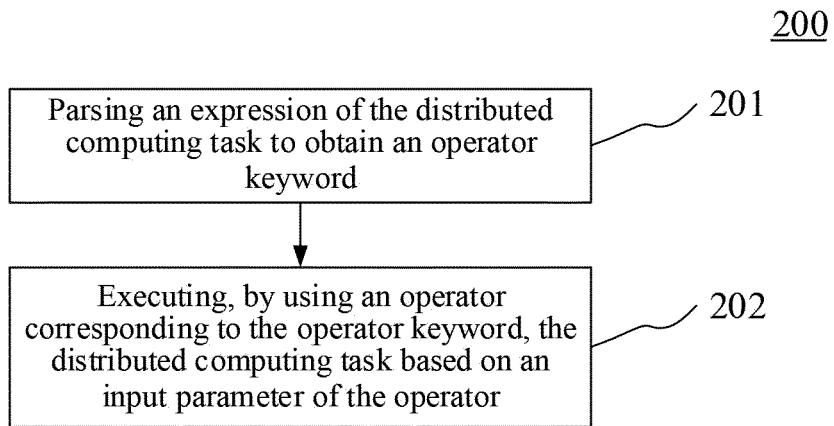 200
Parsing an expression of the distributed
computing task to obtain an operator
keyword
201
Executing, by using an operator
corresponding to the operator keyword, the
distributed computing task based on an
input parameter of the operator
202